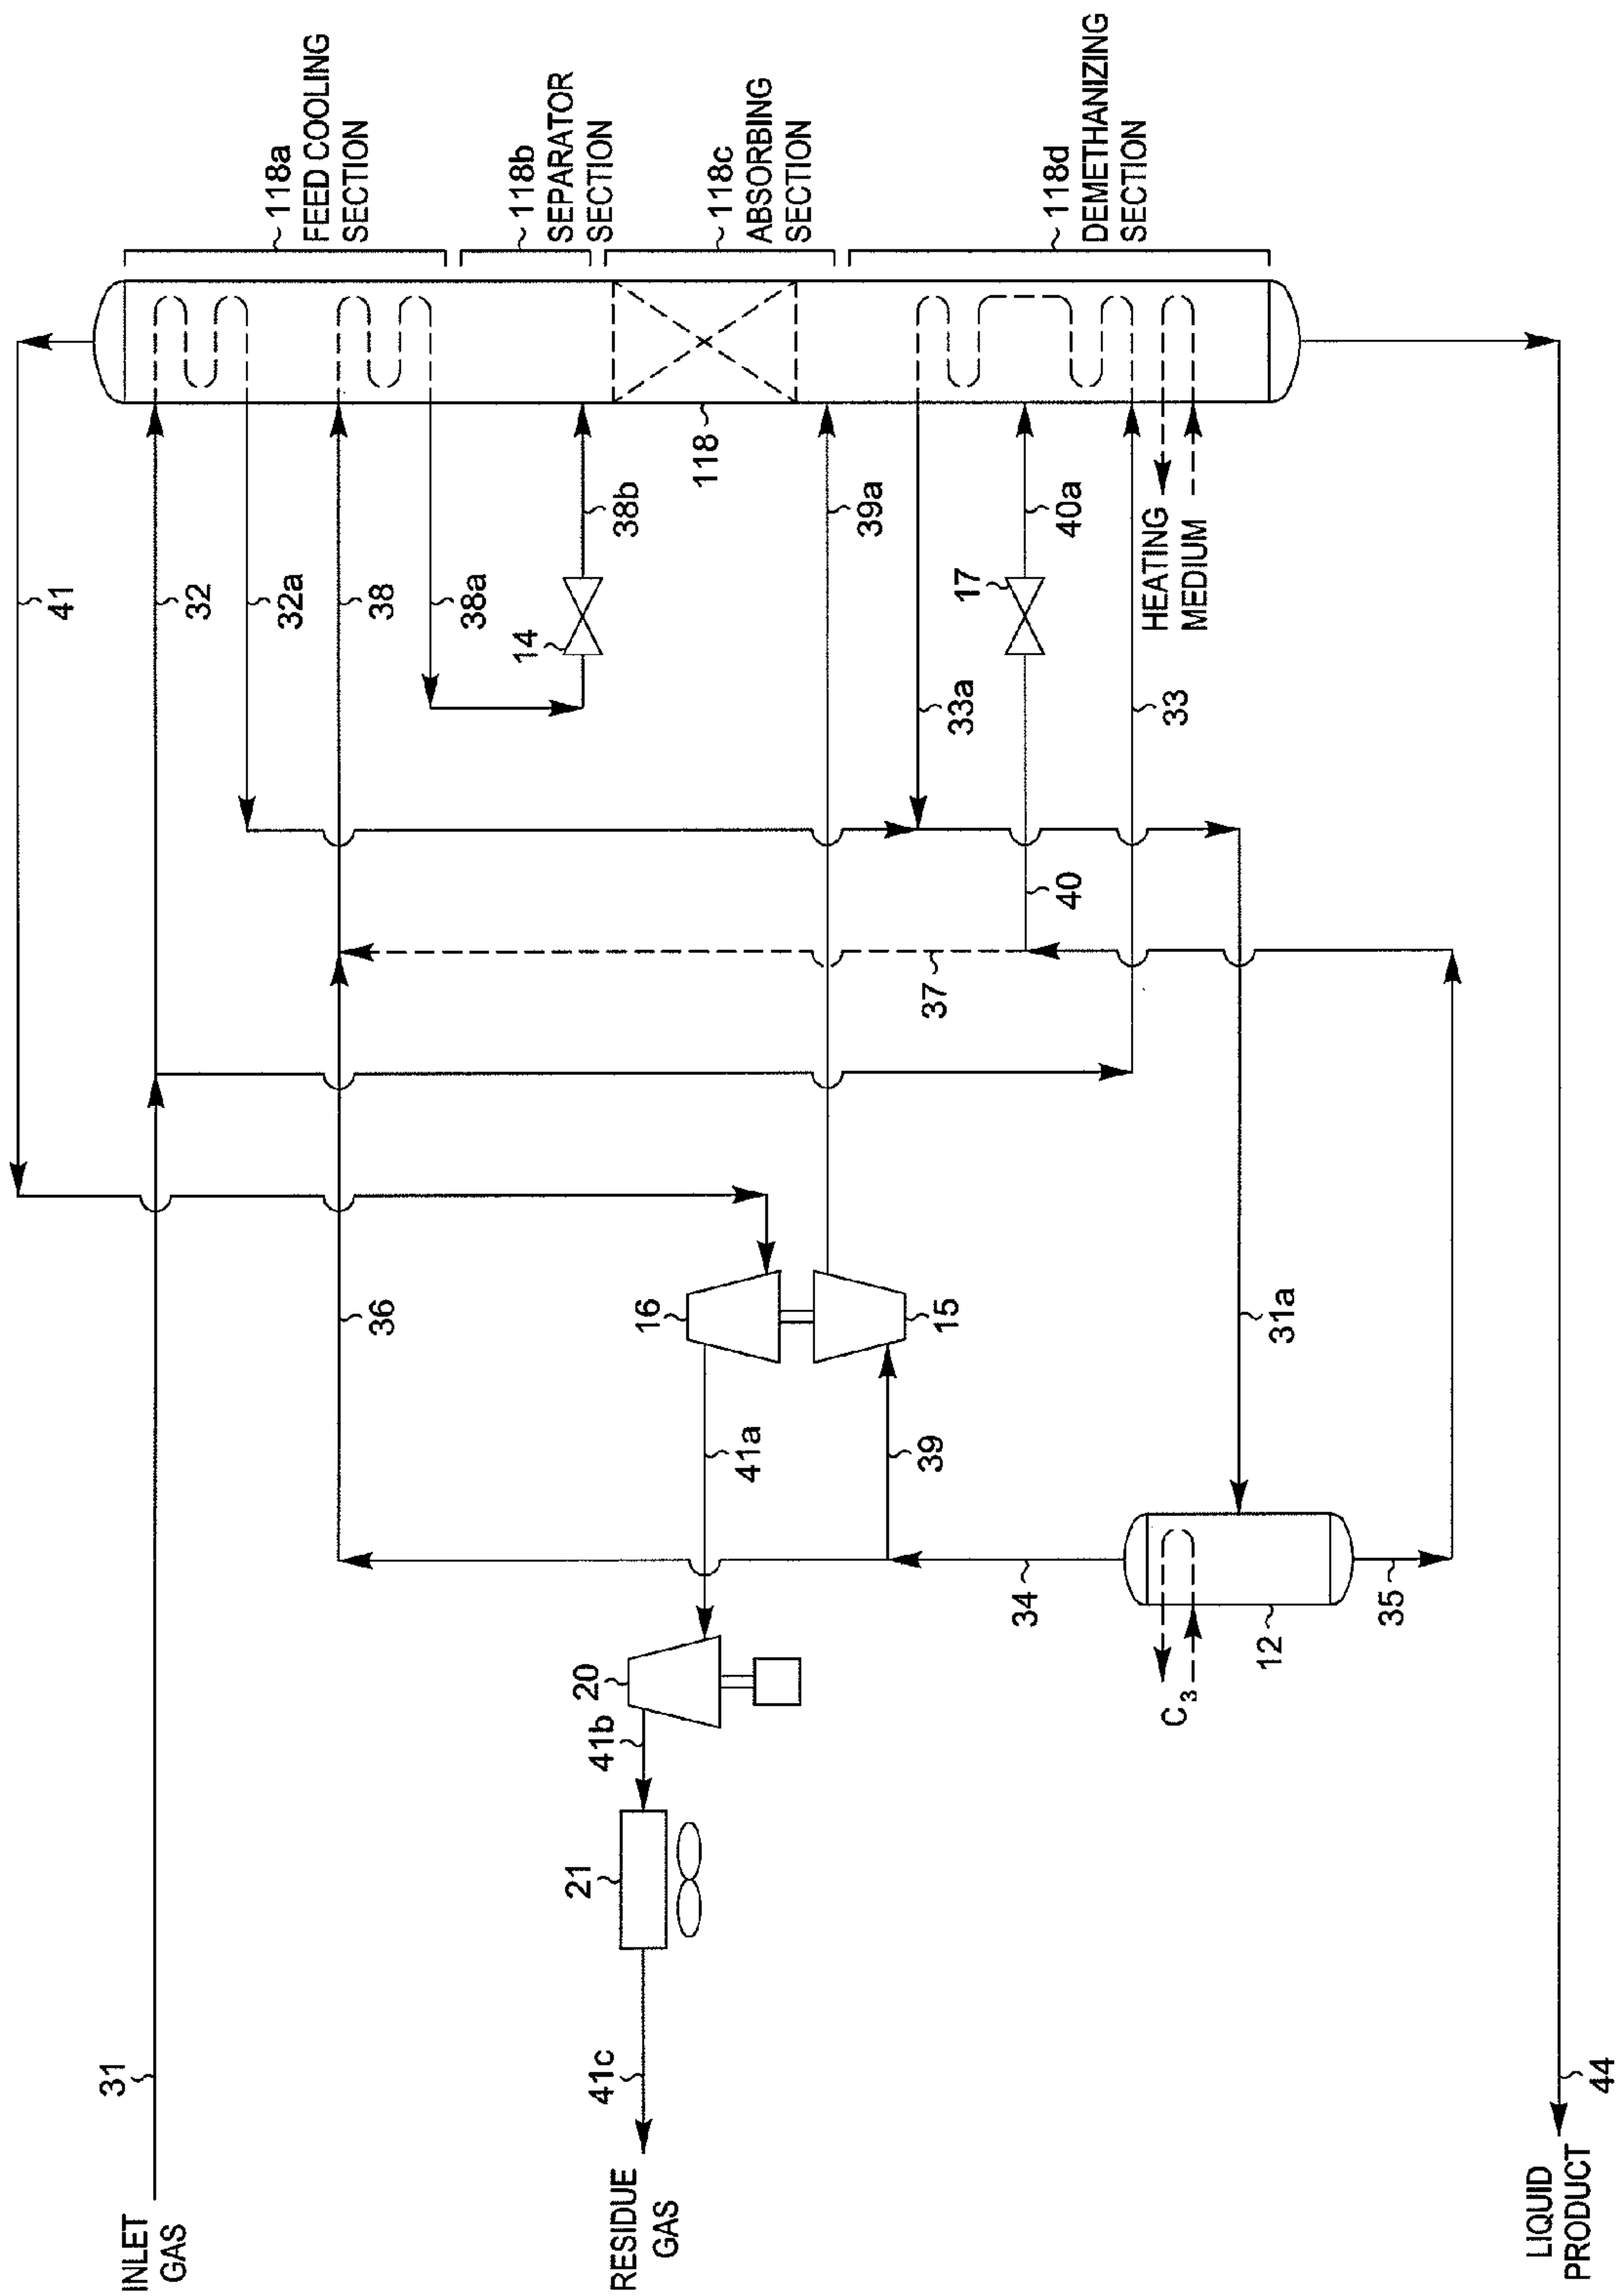 118a
FEED COOLING
SECTION
118b
SEPARATOR
SECTION
118c
ABSORBING
SECTION
118d
DEMETHANIZING
SECTION
118
41
32
32a
38
38a
14
38b
39a
33a
17
40a
HEATING
MEDIUM
33
40
37
36
16
15
31a
41a
39
34
12
35
C3
20
41b
21
31
41c
44
INLET
GAS
RESIDUE
GAS
LIQUID
PRODUCT